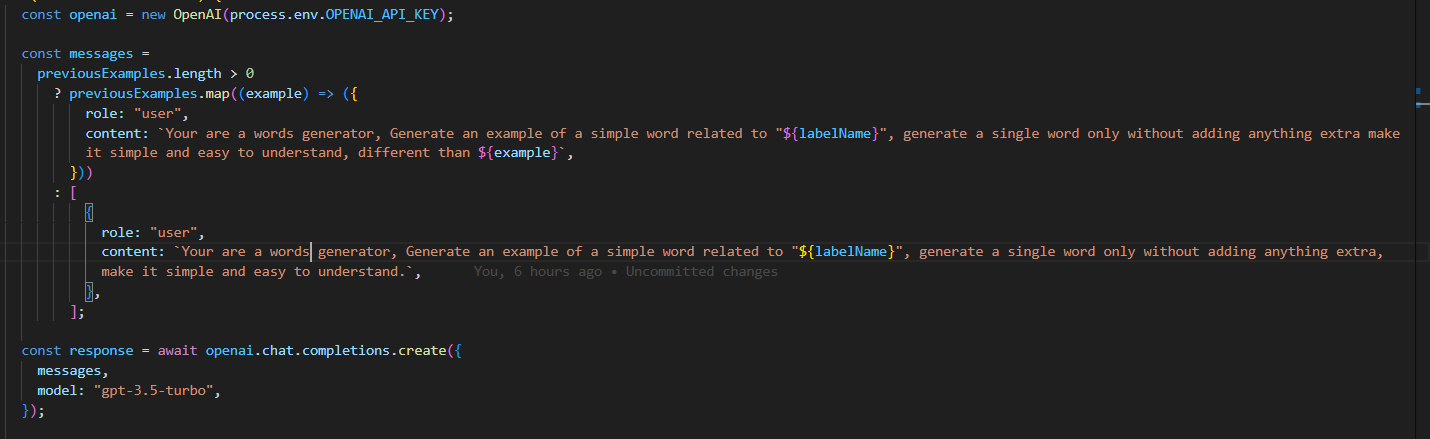 const openai = new OpenAI(process.env.OPENAI_API_KEY);
const messages =
previousExamples.length > 0
? previousExamples.map((example) => ({
role: "user",
content: `Your are a words generator, Generate an example of a simple word related to "${labelName}", generate a single word only without adding anything extra make
it simple and easy to understand, different than ${example}`,
}))
: [
{
role: "user",
content: `Your are a words generator, Generate an example of a simple word related to "${labelName}", generate a single word only without adding anything extra,
make it simple and easy to understand.`, You, 6 hours ago • Uncommitted changes
},
];
const response = await openai.chat.completions.create({
messages,
model: "gpt-3.5-turbo",
});